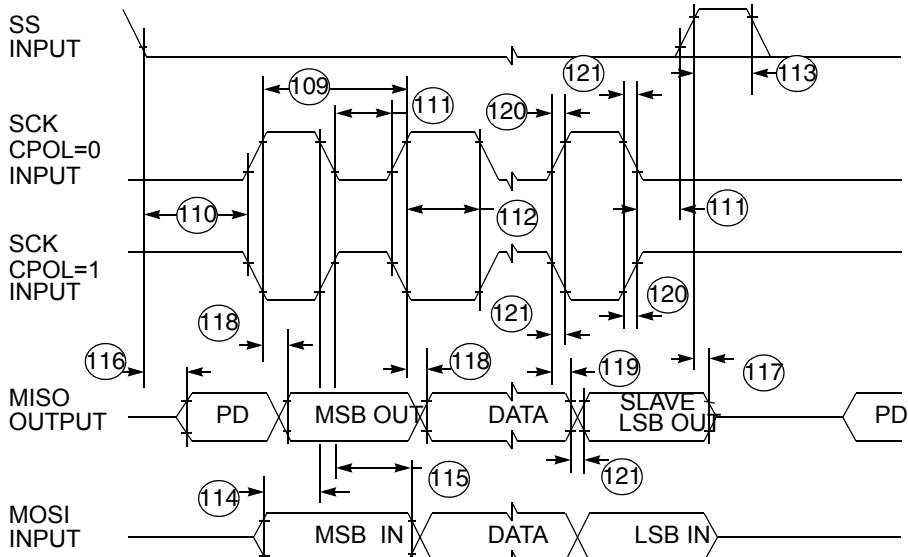 SS
INPUT
121
113
109
111
120
SCK
CPOL=0
INPUT
110
112
111
SCK
CPOL=1
INPUT
118
121
120
116
118
119
117
MISO
OUTPUT
PD
MSB OUT
DATA
SLAVE
LSB OUT
PD
114
115
121
MOSI
INPUT
MSB IN
DATA
LSB IN